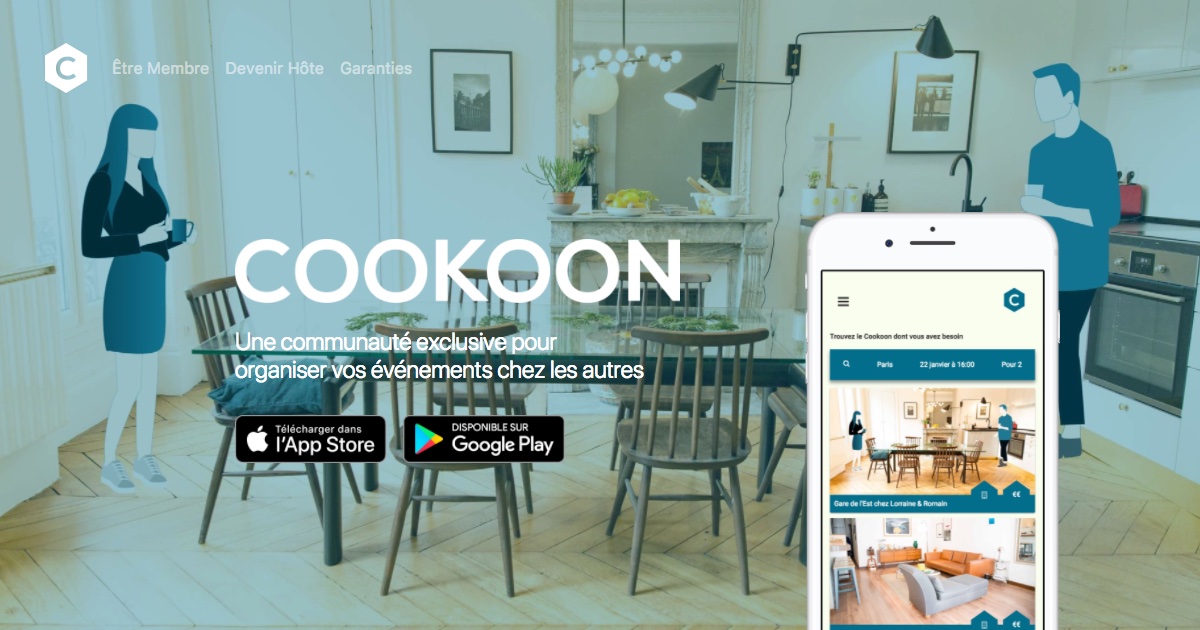 C
Être Membre Devenir Hôte Garanties
COOKOON
Une communauté exclusive pour
organiser vos événements chez les autres
Télécharger dans
l'App Store
DISPONIBLE SUR
Google Play
C
Trouvez le Cookoon dont vous avez besoin
Paris 22 janvier à 16:00 Pour 2
€€
Gare de l'Est chez Lorraine & Romain
€€